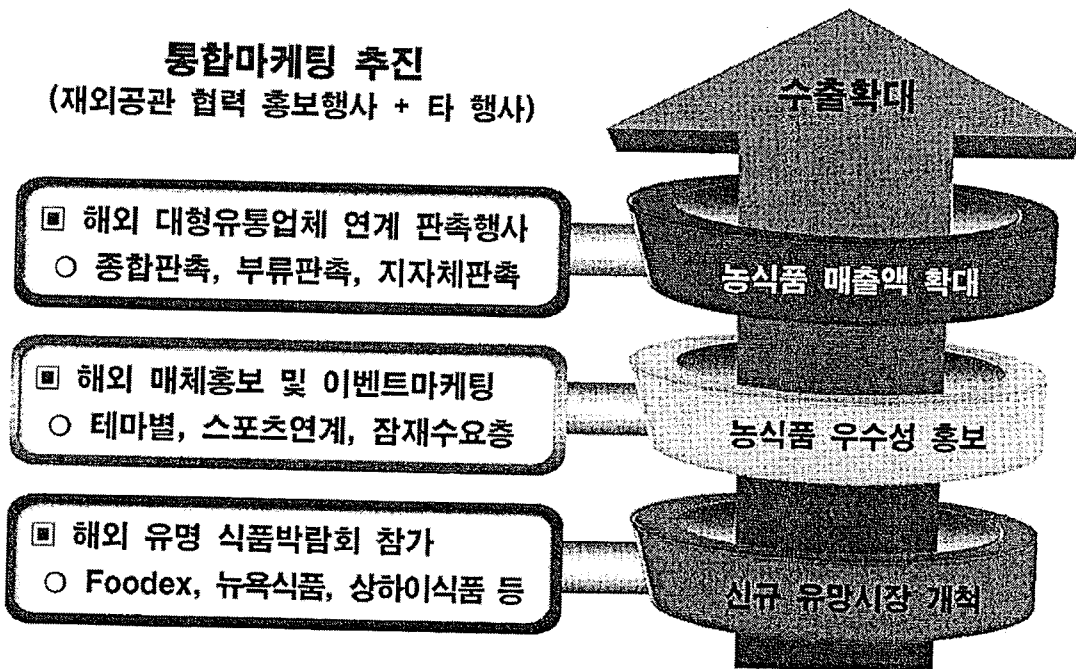 통합마케팅 추진
(재외공관 협력 홍보행사 + 타 행사)
수출확대
▣ 해외 대형유통업체 연계 판촉행사
○ 종합판촉, 부류판촉, 지자체판촉
농식품 매출액 확대
▣ 해외 매체홍보 및 이벤트마케팅
○ 테마별, 스포츠연계, 잠재수요층
농식품 우수성 홍보
▣ 해외 유명 식품박람회 참가
○ Foodex, 뉴욕식품, 상하이식품 등
신규 유망시장 개척